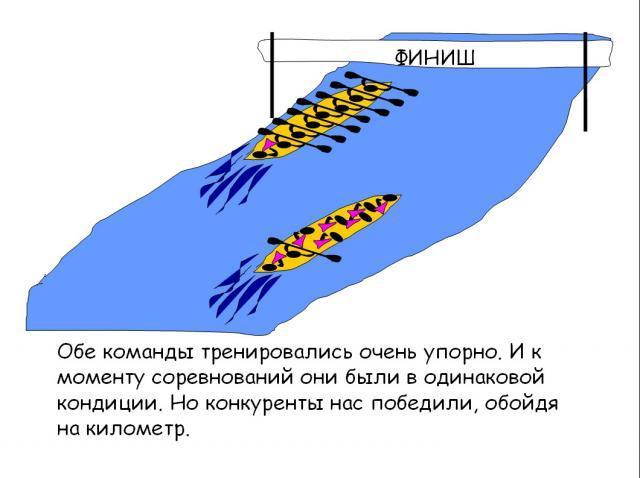 ФИНИШ
Обе команды тренировались очень упорно. И к
моменту соревнований они были в одинаковой
кондиции. Но конкуренты нас победили, обойдя
на километр.